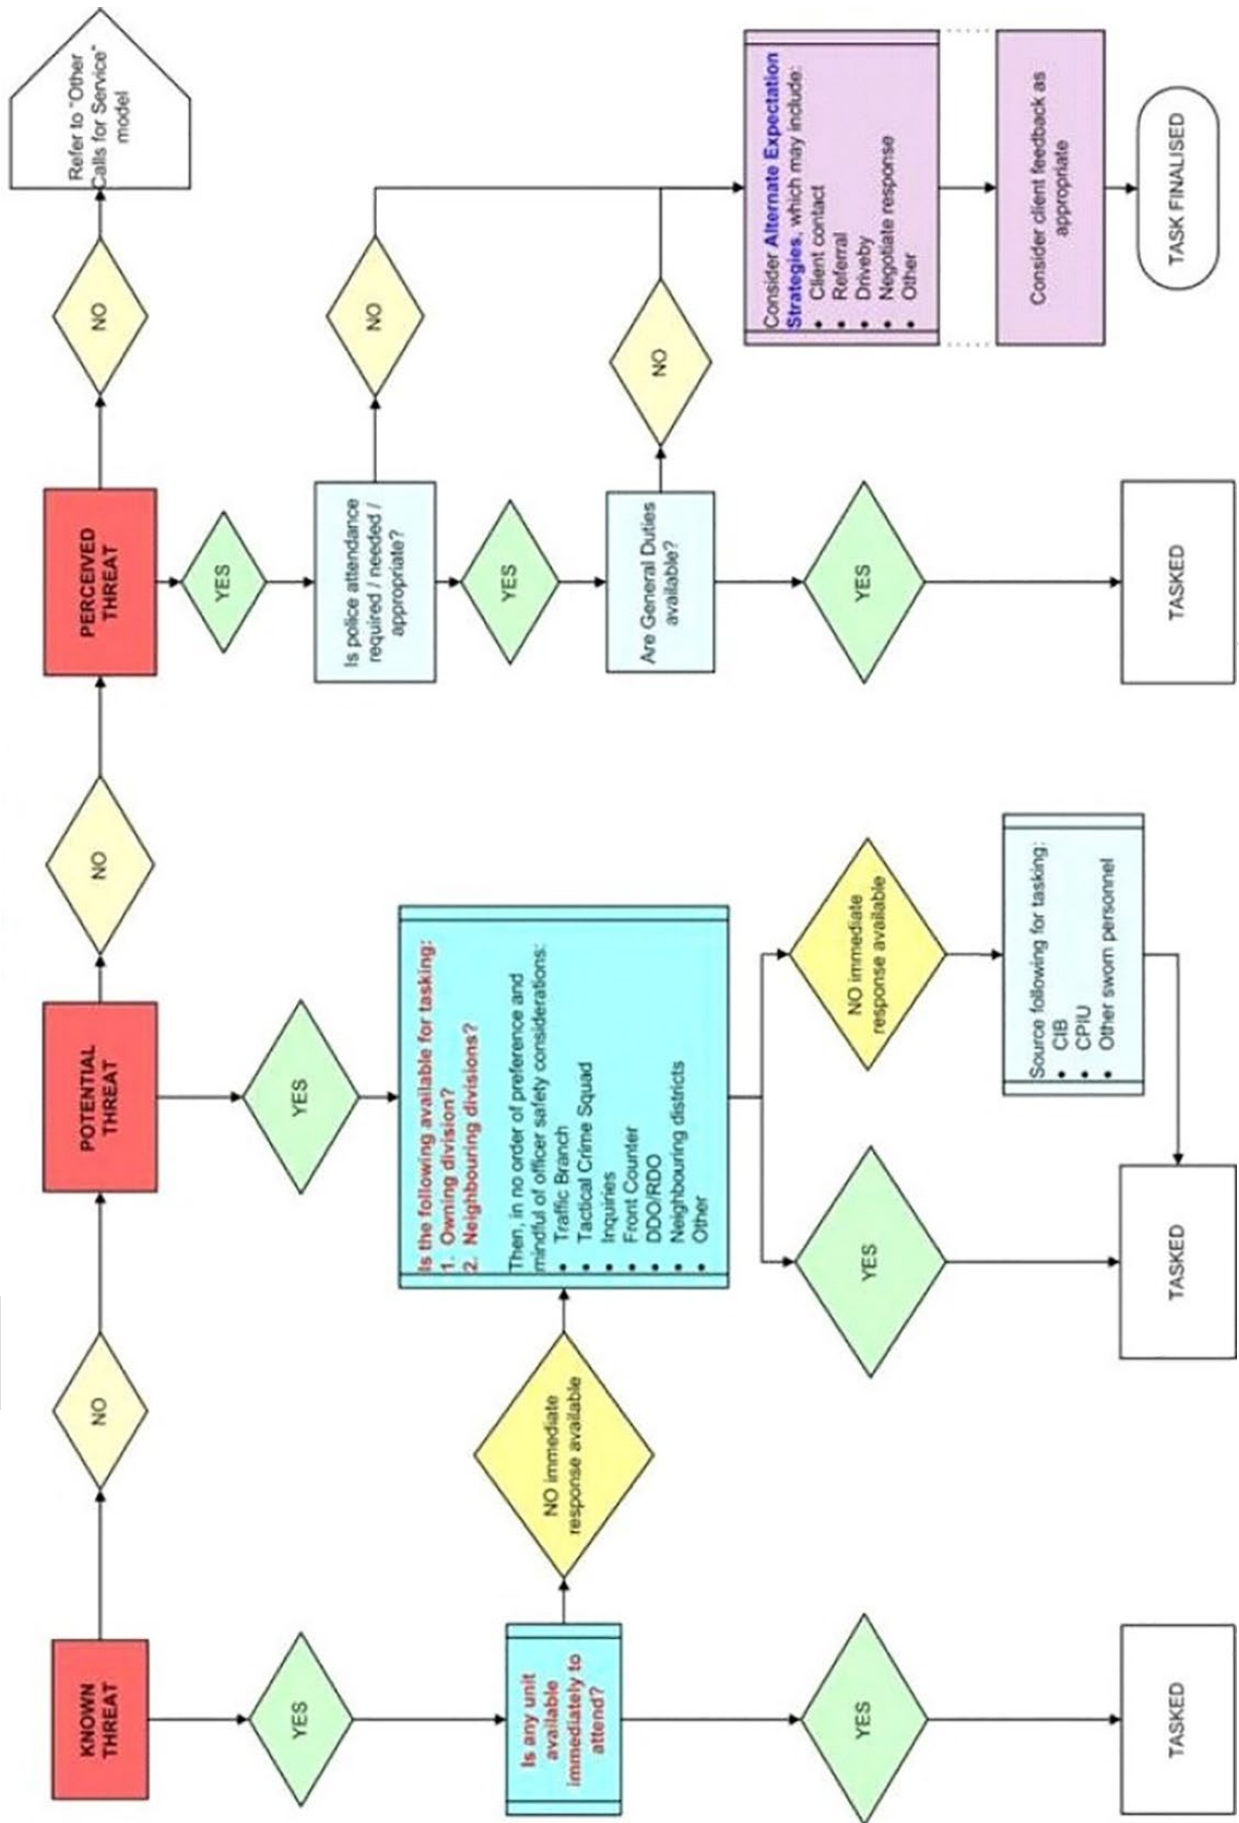 KNOWN
THREAT
NO
POTENTIAL
THREAT
NO
PERCEIVED
THREAT
NO
Refer to "Other
Calls for Service"
model
YES
YES
YES
Is any unit
available
immediately to
attend?
NO immediate
response available
Is the following available for tasking:
1. Owning division?
2. Neighbouring divisions?
Then, in no order of preference and
mindful of officer safety considerations:
• Traffic Branch
• Tactical Crime Squad
• Inquiries
• Front Counter
• DDO/RDO
• Neighbouring districts
• Other
Is police attendance
required / needed /
appropriate?
NO
YES
Are General Duties
available?
NO
Consider Alternate Expectation
Strategies, which may include:
• Client contact
• Referral
• Driveby
• Negotiate response
• Other
YES
YES
NO immediate
response available
YES
Source following for tasking:
• CIB
• CPIU
• Other sworn personnel
Consider client feedback as
appropriate
TASKED
TASKED
TASKED
TASK FINALISED